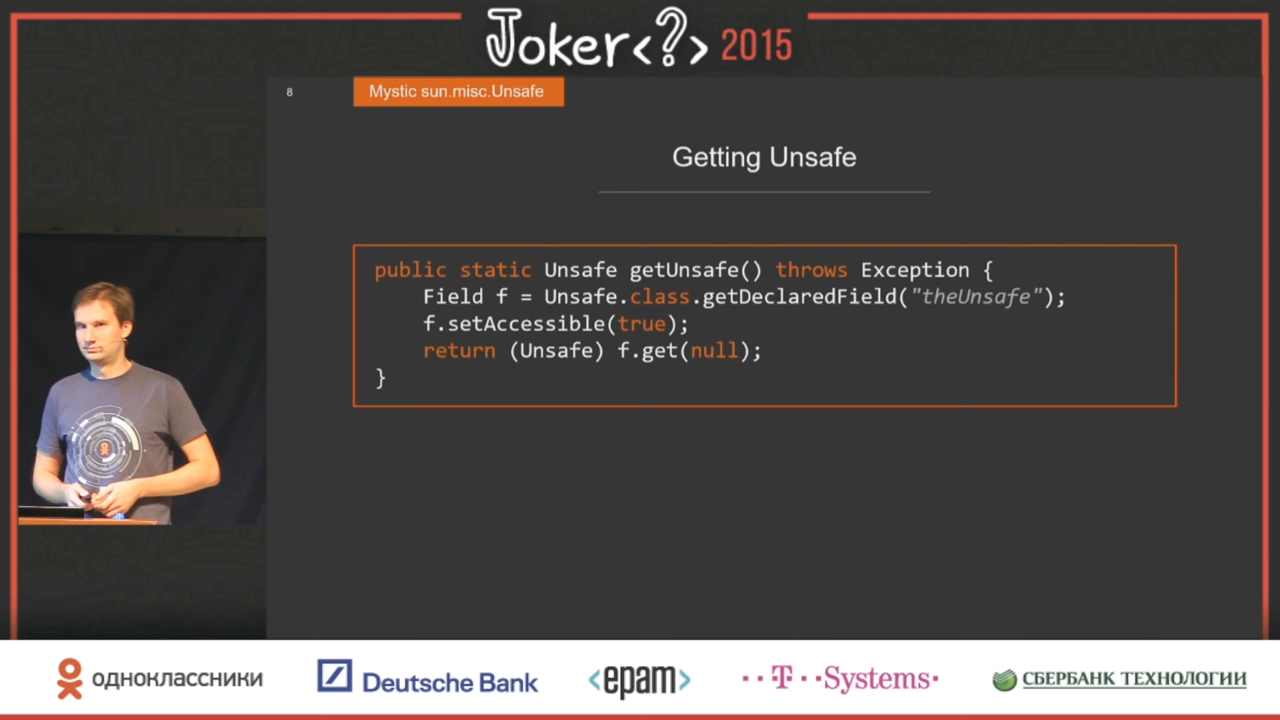 Joker<?> 2015
8
Mystic sun.misc.Unsafe
Getting Unsafe
public static Unsafe getUnsafe() throws Exception {
    Field f = Unsafe.class.getDeclaredField("theUnsafe");
    f.setAccessible(true);
    return (Unsafe) f.get(null);
}
одноклассники
Deutsche Bank
<epam>
··T··Systems·
СБЕРБАНК ТЕХНОЛОГИИ